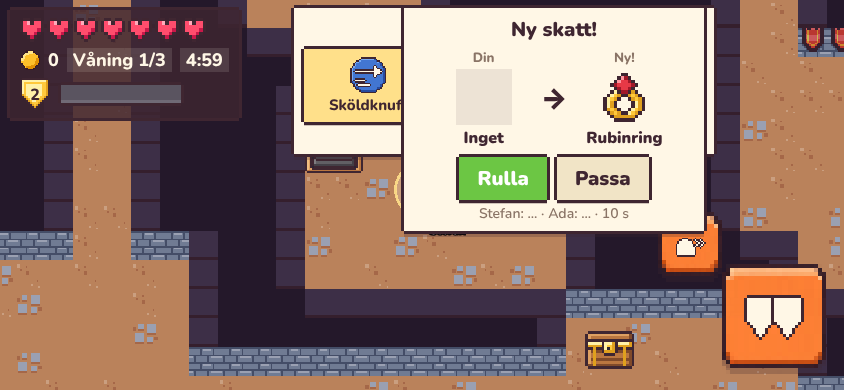 0 Våning 1/3 4:59
2
Sköldknuf
Ny skatt!
Din Ny!
Inget Rubinring
Rulla Passa
Stefan: ... · Ada: ... · 10 s